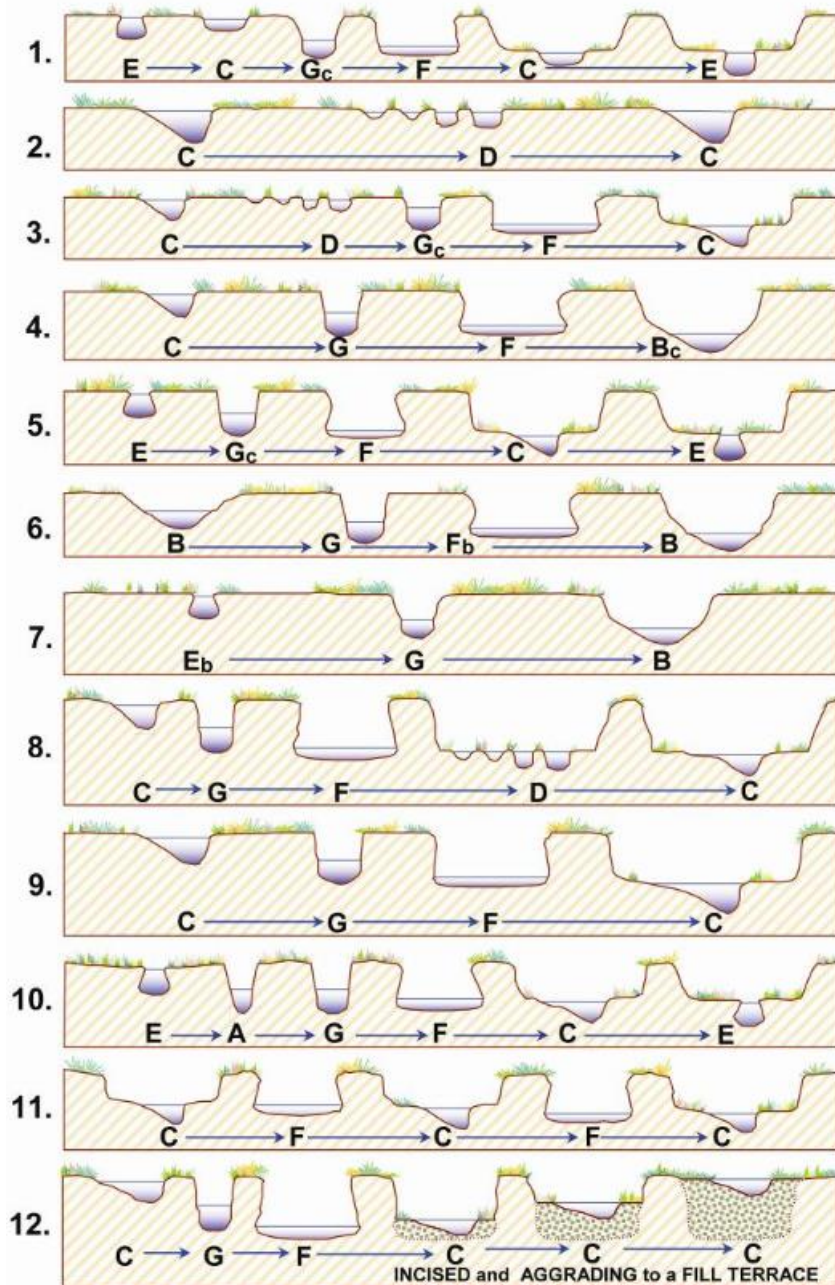 1. E → C → Gc → F → C → E
2. C → D → C
3. C → D → Gc → F → C
4. C → G → F → Bc
5. E → Gc → F → C → E
6. B → G → Fb → B
7. Eb → G → B
8. C → G → F → D → C
9. C → G → F → C
10. E → A → G → F → C → E
11. C → F → C → F → C
12. C → G → F → C → C → C
INCISED and AGGRADING to a FILL TERRACE